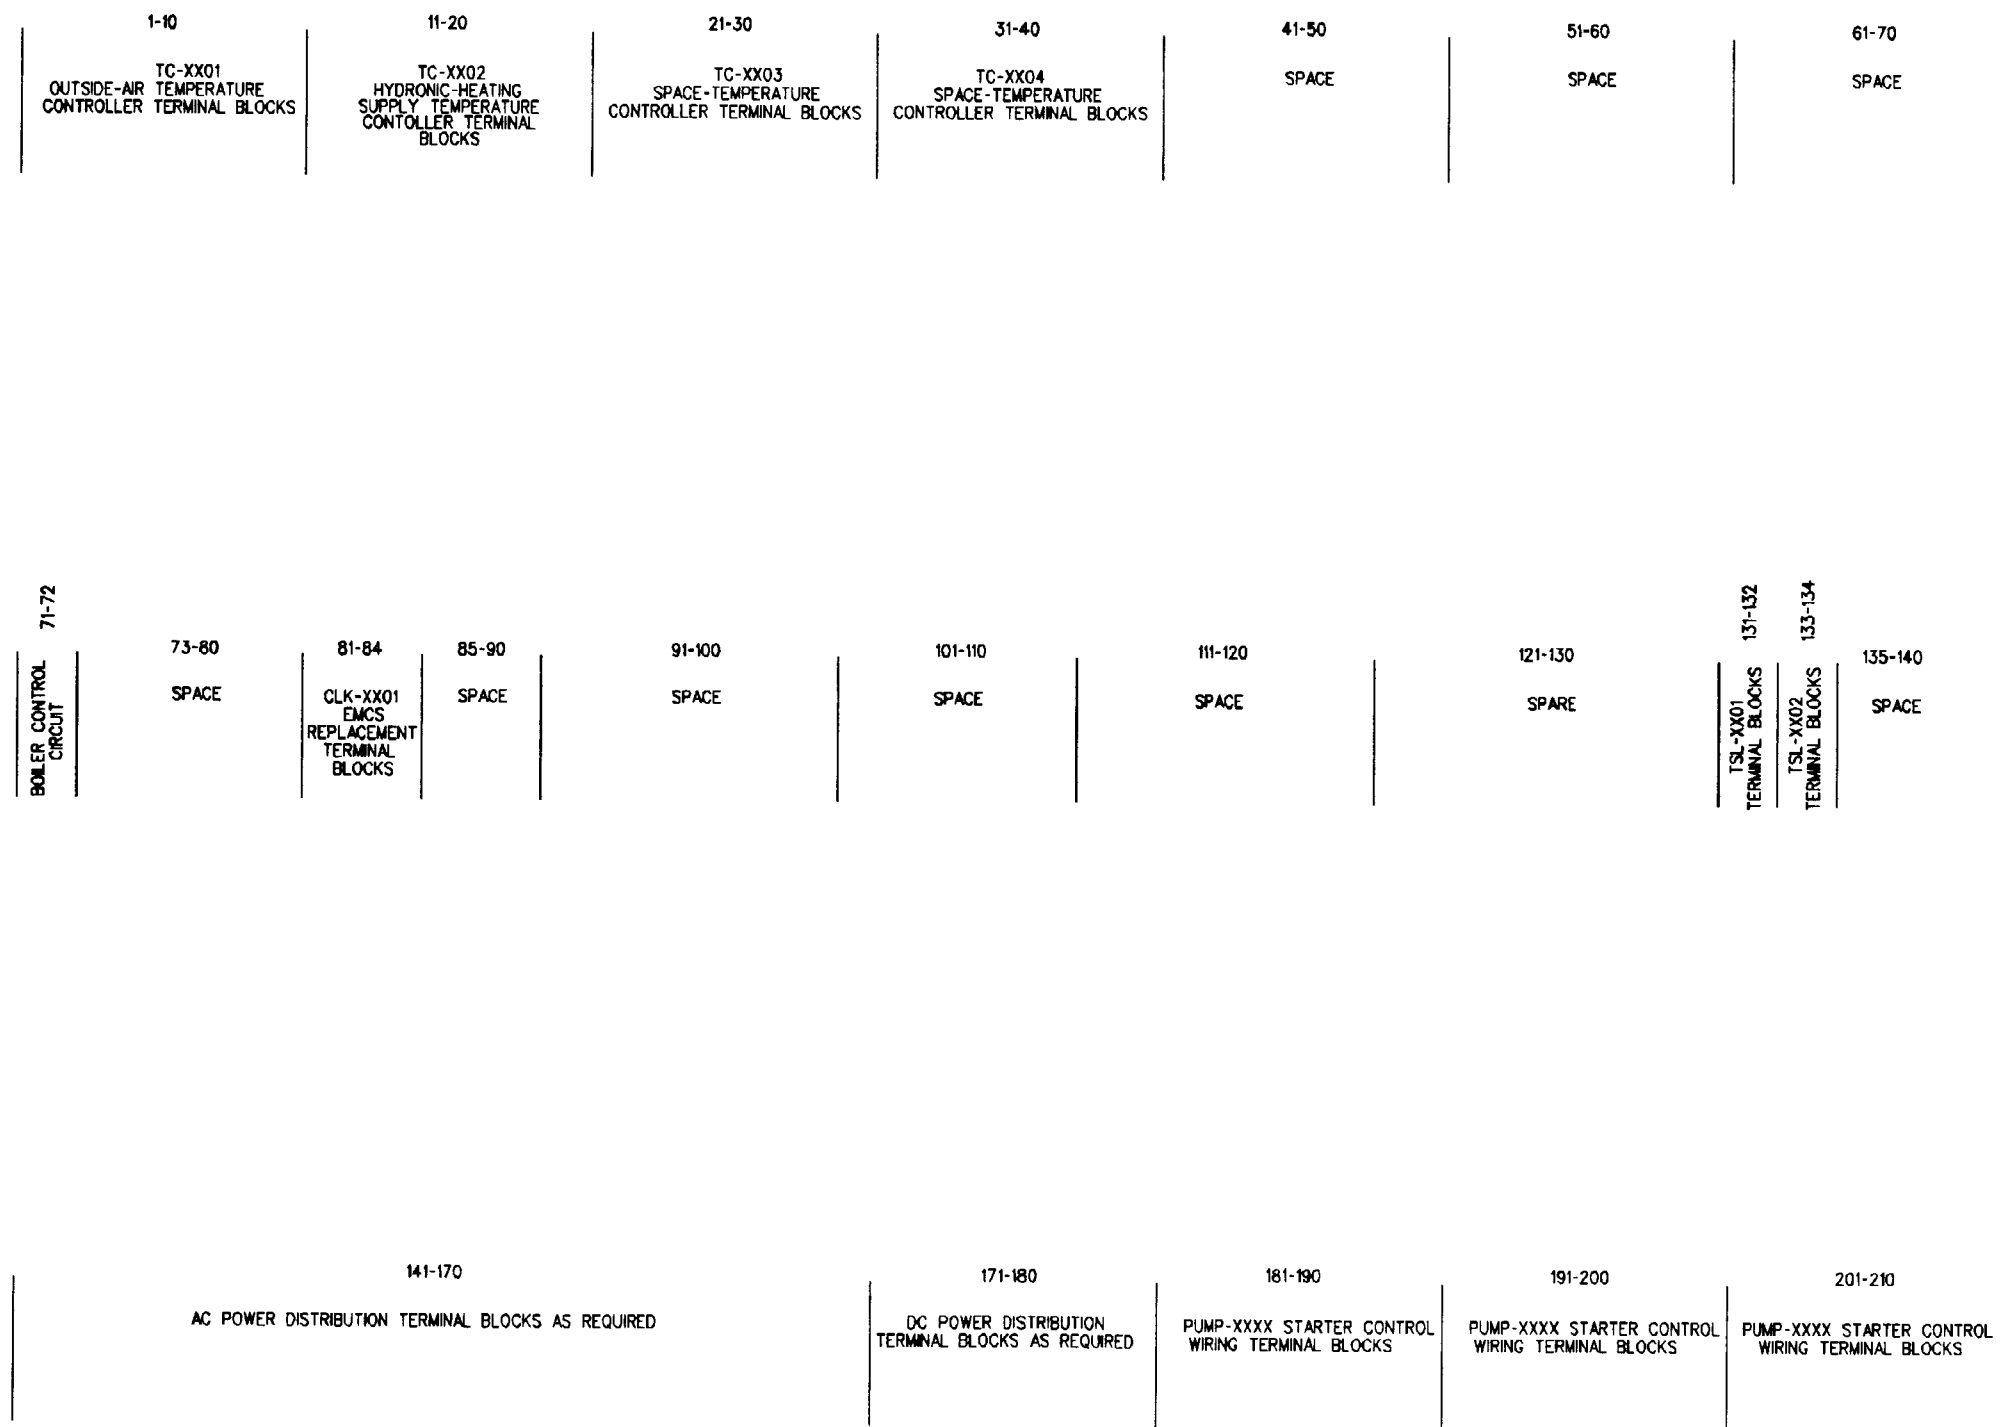 1-10
TC-XX01
OUTSIDE-AIR TEMPERATURE
CONTROLLER TERMINAL BLOCKS
11-20
TC-XX02
HYDRONIC-HEATING
SUPPLY TEMPERATURE
CONTOLLER TERMINAL
BLOCKS
21-30
TC-XX03
SPACE-TEMPERATURE
CONTROLLER TERMINAL BLOCKS
31-40
TC-XX04
SPACE-TEMPERATURE
CONTROLLER TERMINAL BLOCKS
41-50
SPACE
51-60
SPACE
61-70
SPACE
71-72
BOILER CONTROL
CIRCUIT
73-80
SPACE
81-84
CLK-XX01
EMCS
REPLACEMENT
TERMINAL
BLOCKS
85-90
SPACE
91-100
SPACE
101-110
SPACE
111-120
SPACE
121-130
SPARE
131-132
TSL-XX01
TERMINAL BLOCKS
133-134
TSL-XX02
TERMINAL BLOCKS
135-140
SPACE
141-170
AC POWER DISTRIBUTION TERMINAL BLOCKS AS REQUIRED
171-180
DC POWER DISTRIBUTION
TERMINAL BLOCKS AS REQUIRED
181-190
PUMP-XXXX STARTER CONTROL
WIRING TERMINAL BLOCKS
191-200
PUMP-XXXX STARTER CONTROL
WIRING TERMINAL BLOCKS
201-210
PUMP-XXXX STARTER CONTROL
WIRING TERMINAL BLOCKS